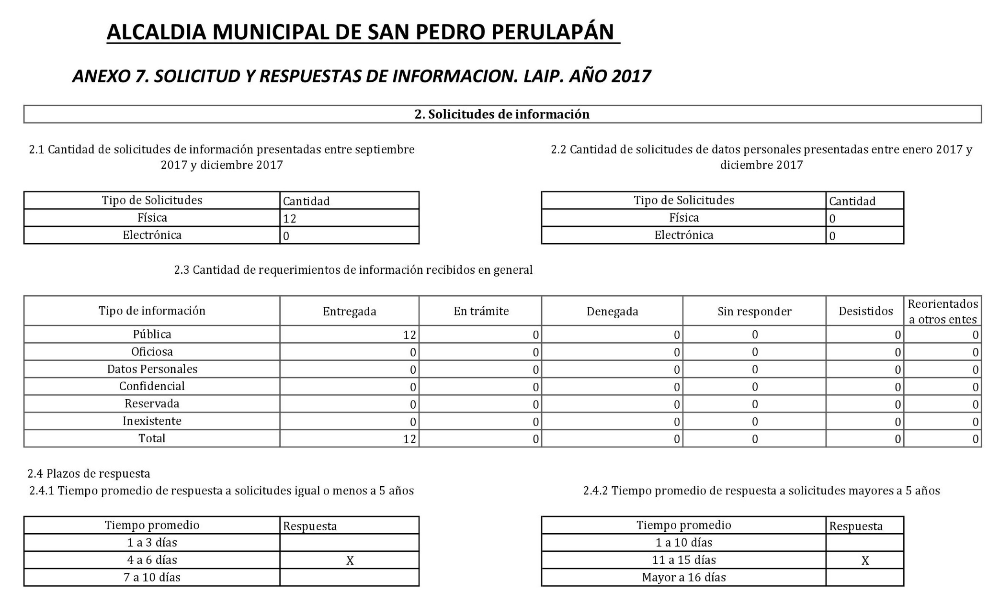 ALCALDIA MUNICIPAL DE SAN PEDRO PERULAPÁN
ANEXO 7. SOLICITUD Y RESPUESTAS DE INFORMACION. LAIP. AÑO 2017
2. Solicitudes de información
2.1 Cantidad de solicitudes de información presentadas entre septiembre
2017 y diciembre 2017
2.2 Cantidad de solicitudes de datos personales presentadas entre enero 2017 y
diciembre 2017
Tipo de Solicitudes Cantidad
Física 12
Electrónica 0
Tipo de Solicitudes Cantidad
Física 0
Electrónica 0
2.3 Cantidad de requerimientos de información recibidos en general
Tipo de información Entregada En trámite Denegada Sin responder Desistidos Reorientados
a otros entes
Pública 12 0 0 0 0 0
Oficiosa 0 0 0 0 0 0
Datos Personales 0 0 0 0 0 0
Confidencial 0 0 0 0 0 0
Reservada 0 0 0 0 0 0
Inexistente 0 0 0 0 0 0
Total 12 0 0 0 0 0
2.4 Plazos de respuesta
2.4.1 Tiempo promedio de respuesta a solicitudes igual o menos a 5 años
2.4.2 Tiempo promedio de respuesta a solicitudes mayores a 5 años
Tiempo promedio Respuesta
1 a 3 días
4 a 6 días X
7 a 10 días
Tiempo promedio Respuesta
1 a 10 días
11 a 15 días X
Mayor a 16 días